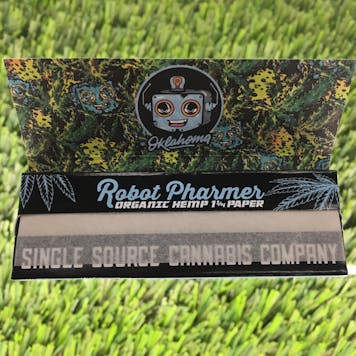 Oklahoma
Robot Pharmer
ORGANIC HEMP 1¼ PAPER
SINGLE SOURCE CANNABIS COMPANY